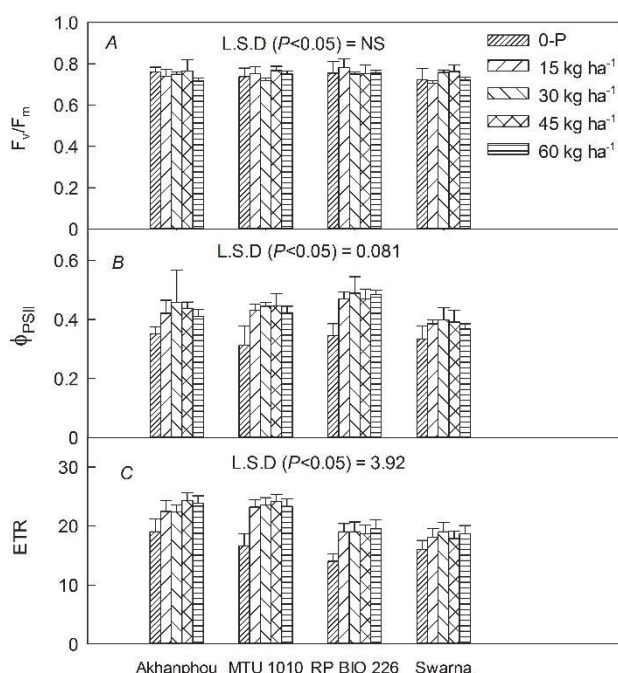 A
L.S.D (P<0.05) = NS
0-P
15 kg ha⁻¹
30 kg ha⁻¹
45 kg ha⁻¹
60 kg ha⁻¹
Fv/Fm
1.0
0.8
0.6
0.4
0.2
0
B
L.S.D (P<0.05) = 0.081
ϕPSII
0.6
0.4
0.2
0
C
L.S.D (P<0.05) = 3.92
ETR
30
20
10
0
Akhanphou MTU 1010 RP BIO 226 Swarna